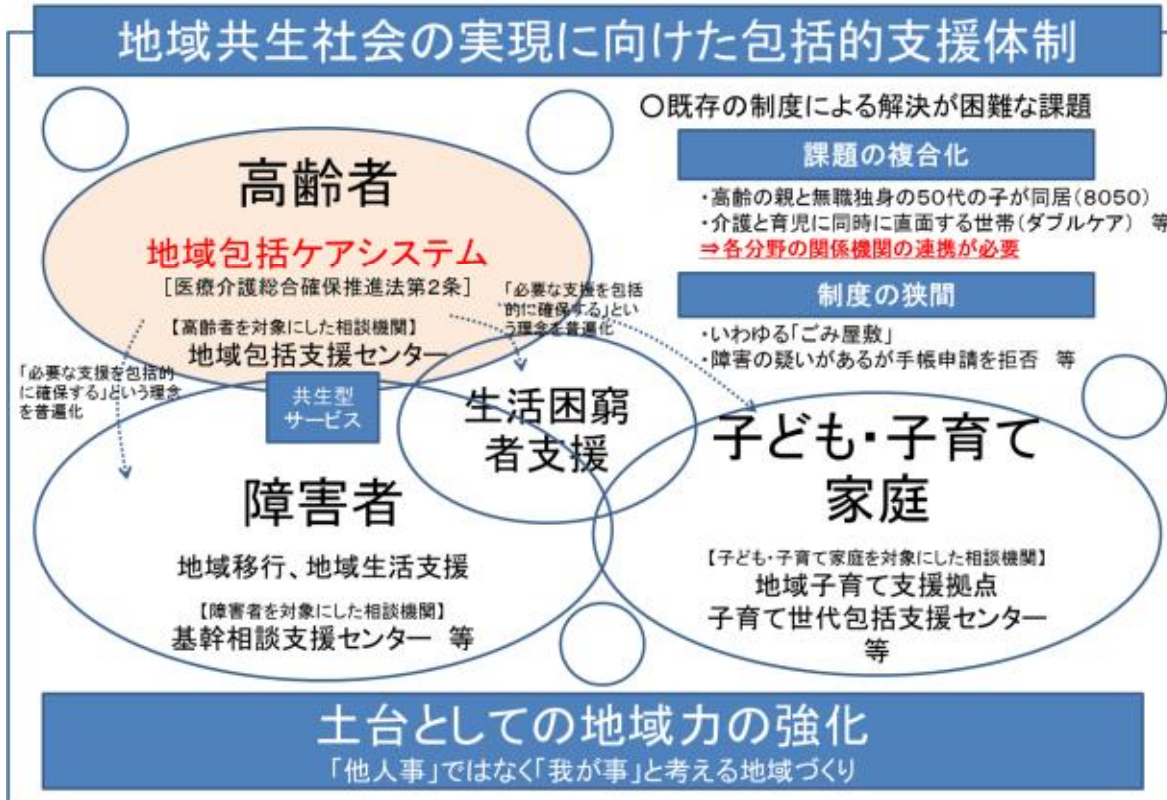 地域共生社会の実現に向けた包括的支援体制
○既存の制度による解決が困難な課題
課題の複合化
・高齢の親と無職独身の50代の子が同居(8050)
・介護と育児に同時に直面する世帯(ダブルケア) 等
⇒各分野の関係機関の連携が必要
制度の狭間
・いわゆる「ごみ屋敷」
・障害の疑いがあるが手帳申請を拒否 等
高齢者
地域包括ケアシステム
[医療介護総合確保推進法第2条]
【高齢者を対象にした相談機関】
地域包括支援センター
「必要な支援を包括
的に確保する」とい
う理念を普遍化
「必要な支援を包括的
に確保する」という理念
を普遍化
共生型
サービス
生活困窮
者支援
障害者
地域移行、地域生活支援
【障害者を対象にした相談機関】
基幹相談支援センター 等
子ども・子育て
家庭
【子ども・子育て家庭を対象にした相談機関】
地域子育て支援拠点
子育て世代包括支援センター
等
土台としての地域力の強化
「他人事」ではなく「我が事」と考える地域づくり